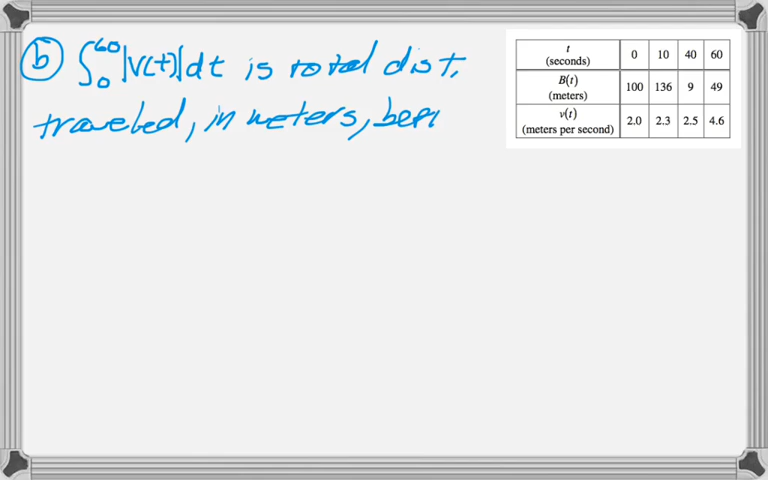 ⓑ ∫₀⁶⁰ |v(t)| dt is total dist.
traveled, in meters,
t (seconds) 0 10 40 60
B(t) (meters) 100 136 9 49
v(t) (meters per second) 2.0 2.3 2.5 4.6